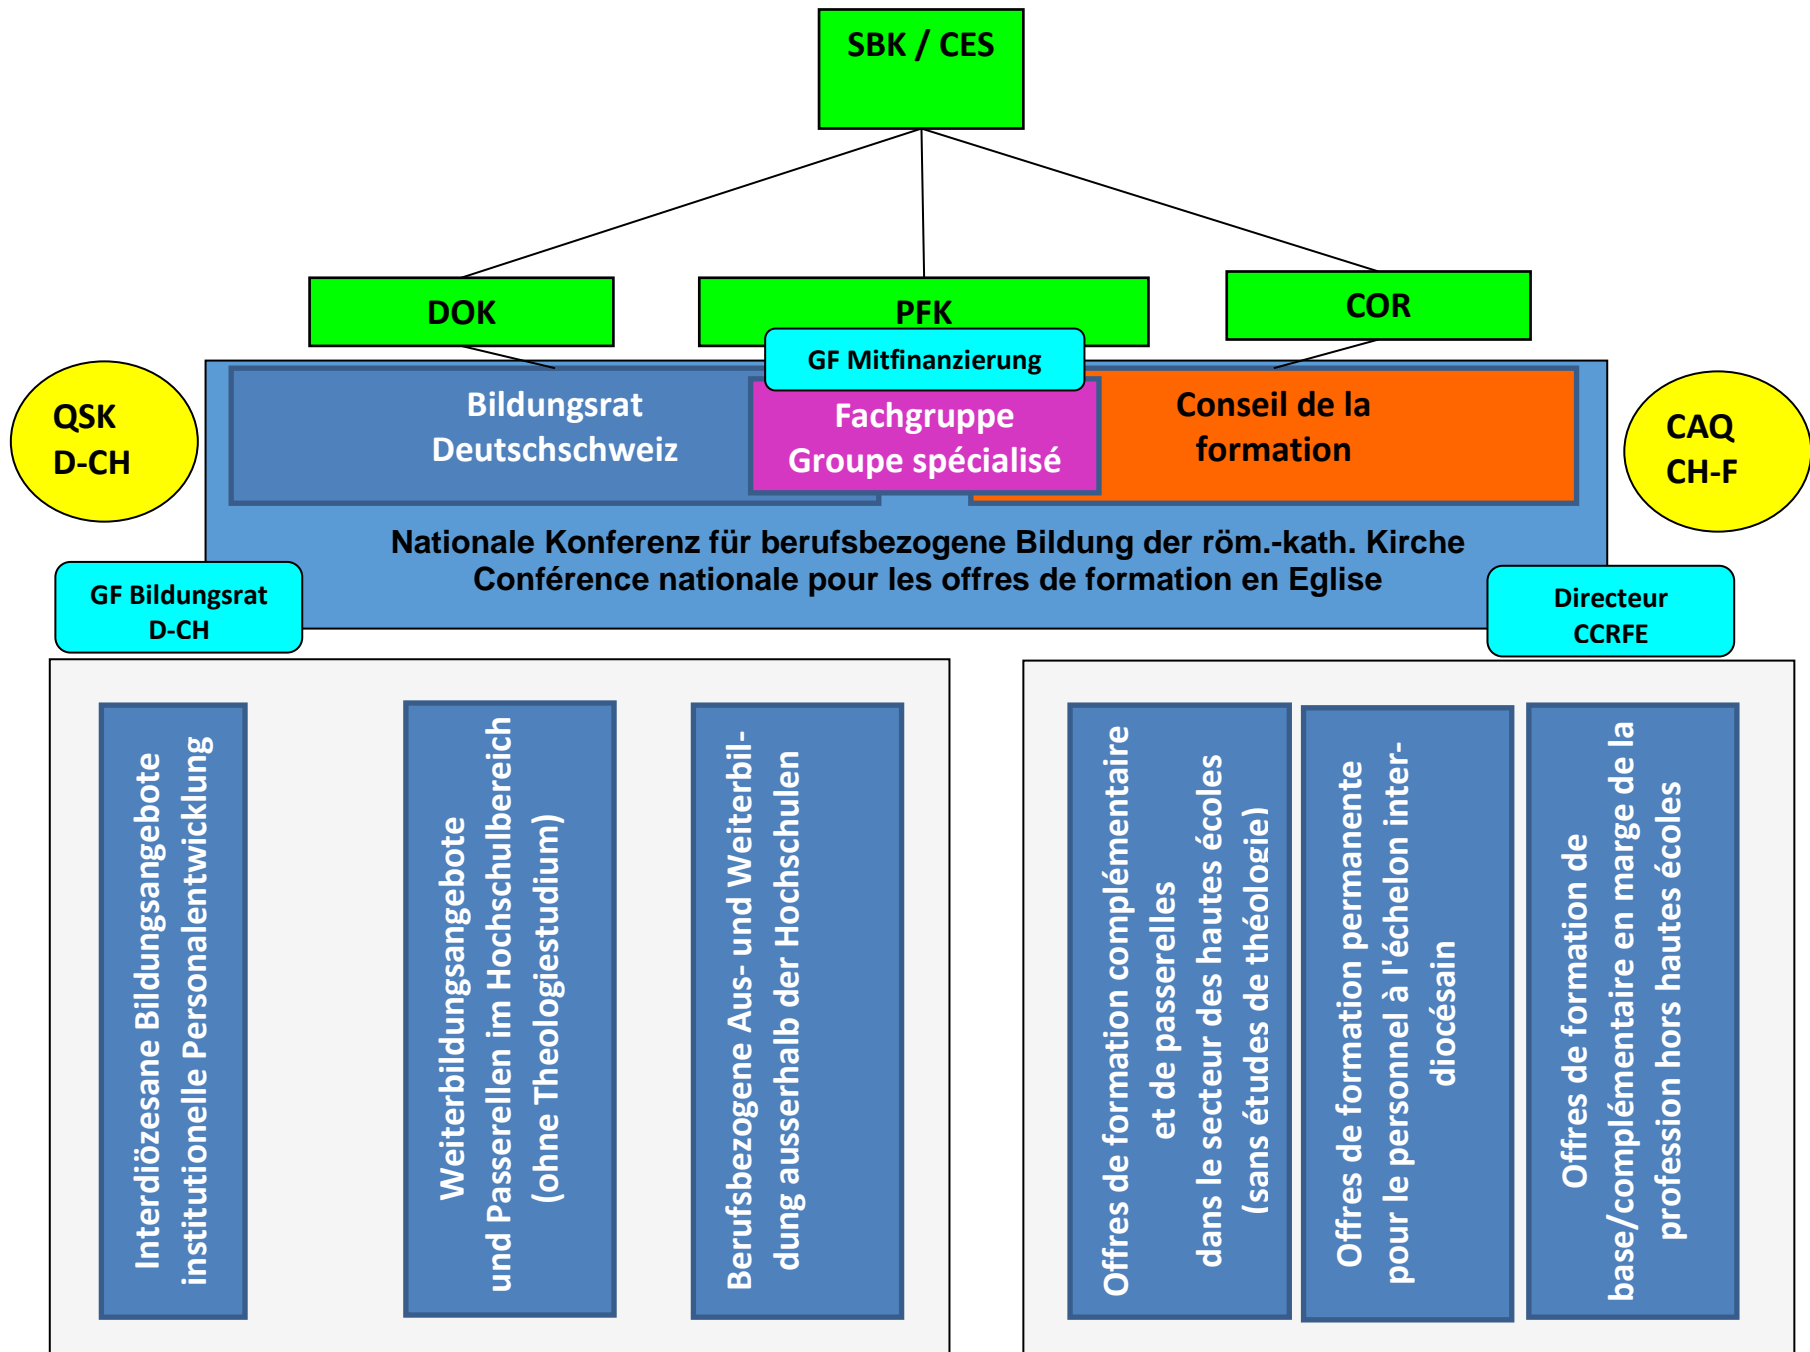 SBK / CES
DOK
PFK
COR
GF Mitfinanzierung
QSK
D-CH
Bildungsrat
Deutschschweiz
Fachgruppe
Groupe spécialisé
Conseil de la
formation
CAQ
CH-F
Nationale Konferenz für berufsbezogene Bildung der röm.-kath. Kirche
Conférence nationale pour les offres de formation en Eglise
GF Bildungsrat
D-CH
Directeur
CCRFE
Interdiözesane Bildungsangebote
institutionelle Personalentwicklung
Weiterbildungsangebote
und Passerellen im Hochschulbereich
(ohne Theologiestudium)
Berufsbezogene Aus- und Weiterbil-
dung ausserhalb der Hochschulen
Offres de formation complémentaire
et de passerelles
dans le secteur des hautes écoles
(sans études de théologie)
Offres de formation permanente
pour le personnel à l'échelon inter-
diocésain
Offres de formation de
base/complémentaire en marge de la
profession hors hautes écoles